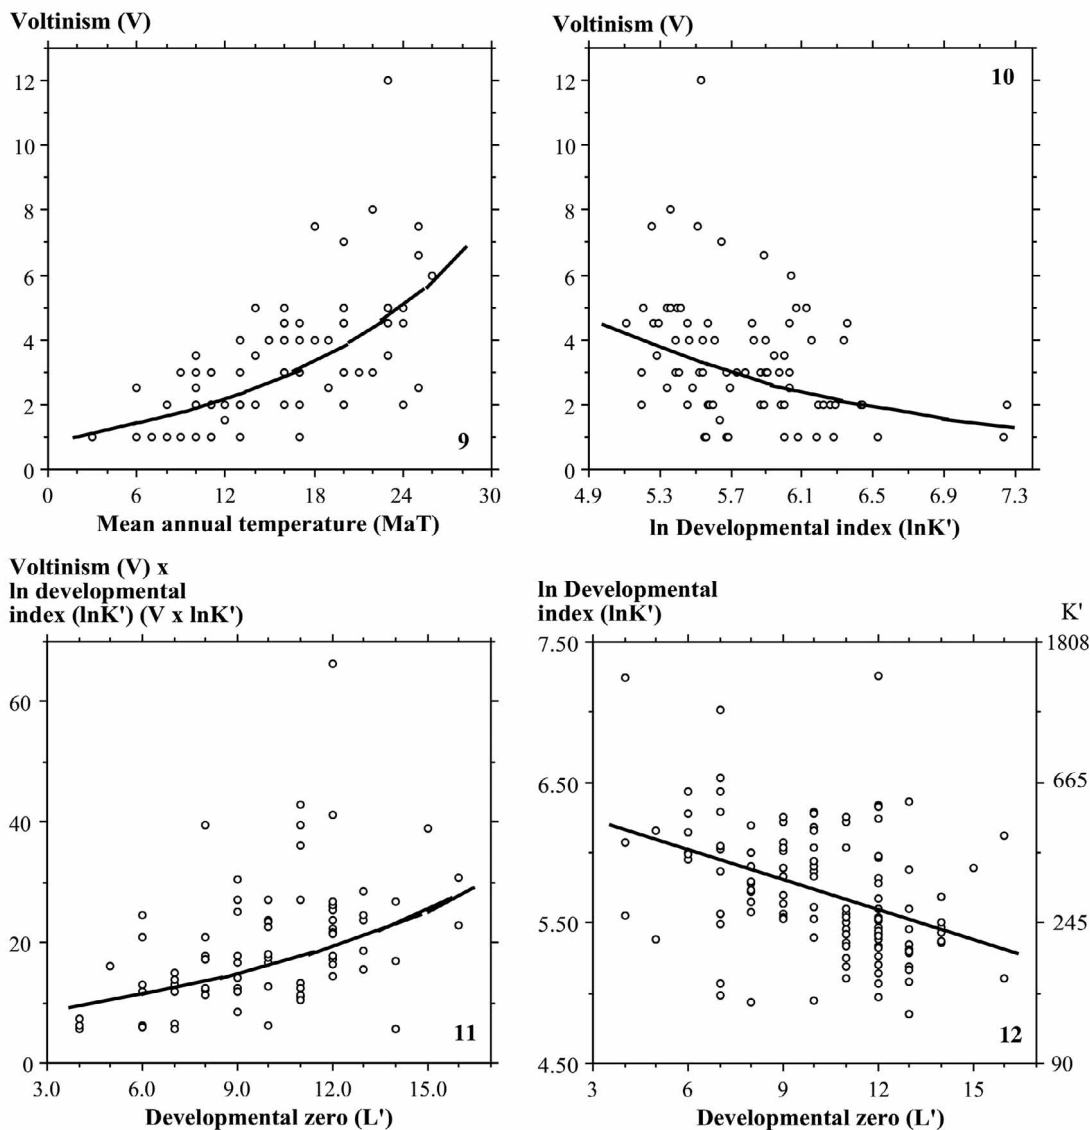 Voltinism (V)
12
10
8
6
4
2
0
9
0 6 12 18 24 30
Mean annual temperature (MaT)
Voltinism (V)
12
10
8
6
4
2
0
10
4.9 5.3 5.7 6.1 6.5 6.9 7.3
ln Developmental index (lnK')
Voltinism (V) x
ln developmental
index (lnK') (V x lnK')
60
40
20
0
11
3.0 6.0 9.0 12.0 15.0
Developmental zero (L')
ln Developmental
index (lnK')
K'
7.50 1808
6.50 665
5.50 245
12
4.50 90
3 6 9 12 15
Developmental zero (L')